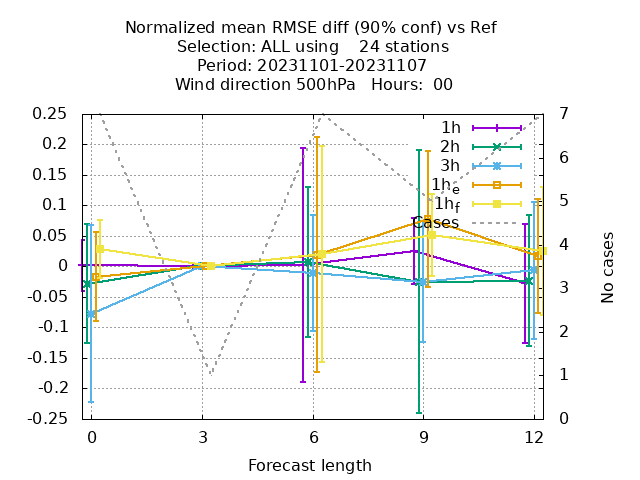 Normalized mean RMSE diff (90% conf) vs Ref
Selection: ALL using    24 stations
Period: 20231101-20231107
Wind direction 500hPa   Hours:  00
0.25
0.2
0.15
0.1
0.05
0
-0.05
-0.1
-0.15
-0.2
-0.25
7
6
5
4
3
2
1
0
1h
2h
3h
1he
1hf
Cases
No cases
0
3
6
9
12
Forecast length